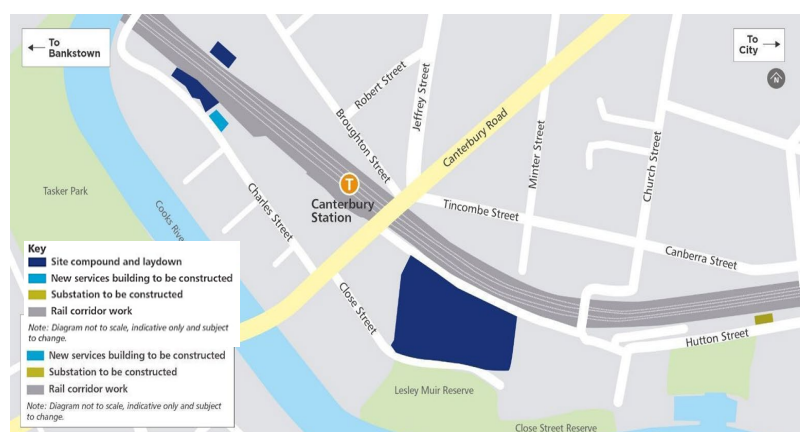 To
Bankstown
To
City
N
Robert Street
Jeffrey Street
Broughton Street
Canterbury Road
Minter Street
Church Street
Tasker Park
T
Canterbury
Station
Charles Street
Tincombe Street
Cooks Rive
Canberra Street
Close Street
Hutton Street
Lesley Muir Reserve
Close Street Reserve
Key
Site compound and laydown
New services building to be constructed
Substation to be constructed
Rail corridor work
Note: Diagram not to scale, indicative only and subject
to change.
New services building to be constructed
Substation to be constructed
Rail corridor work
Note: Diagram not to scale, indicative only and subject
to change.